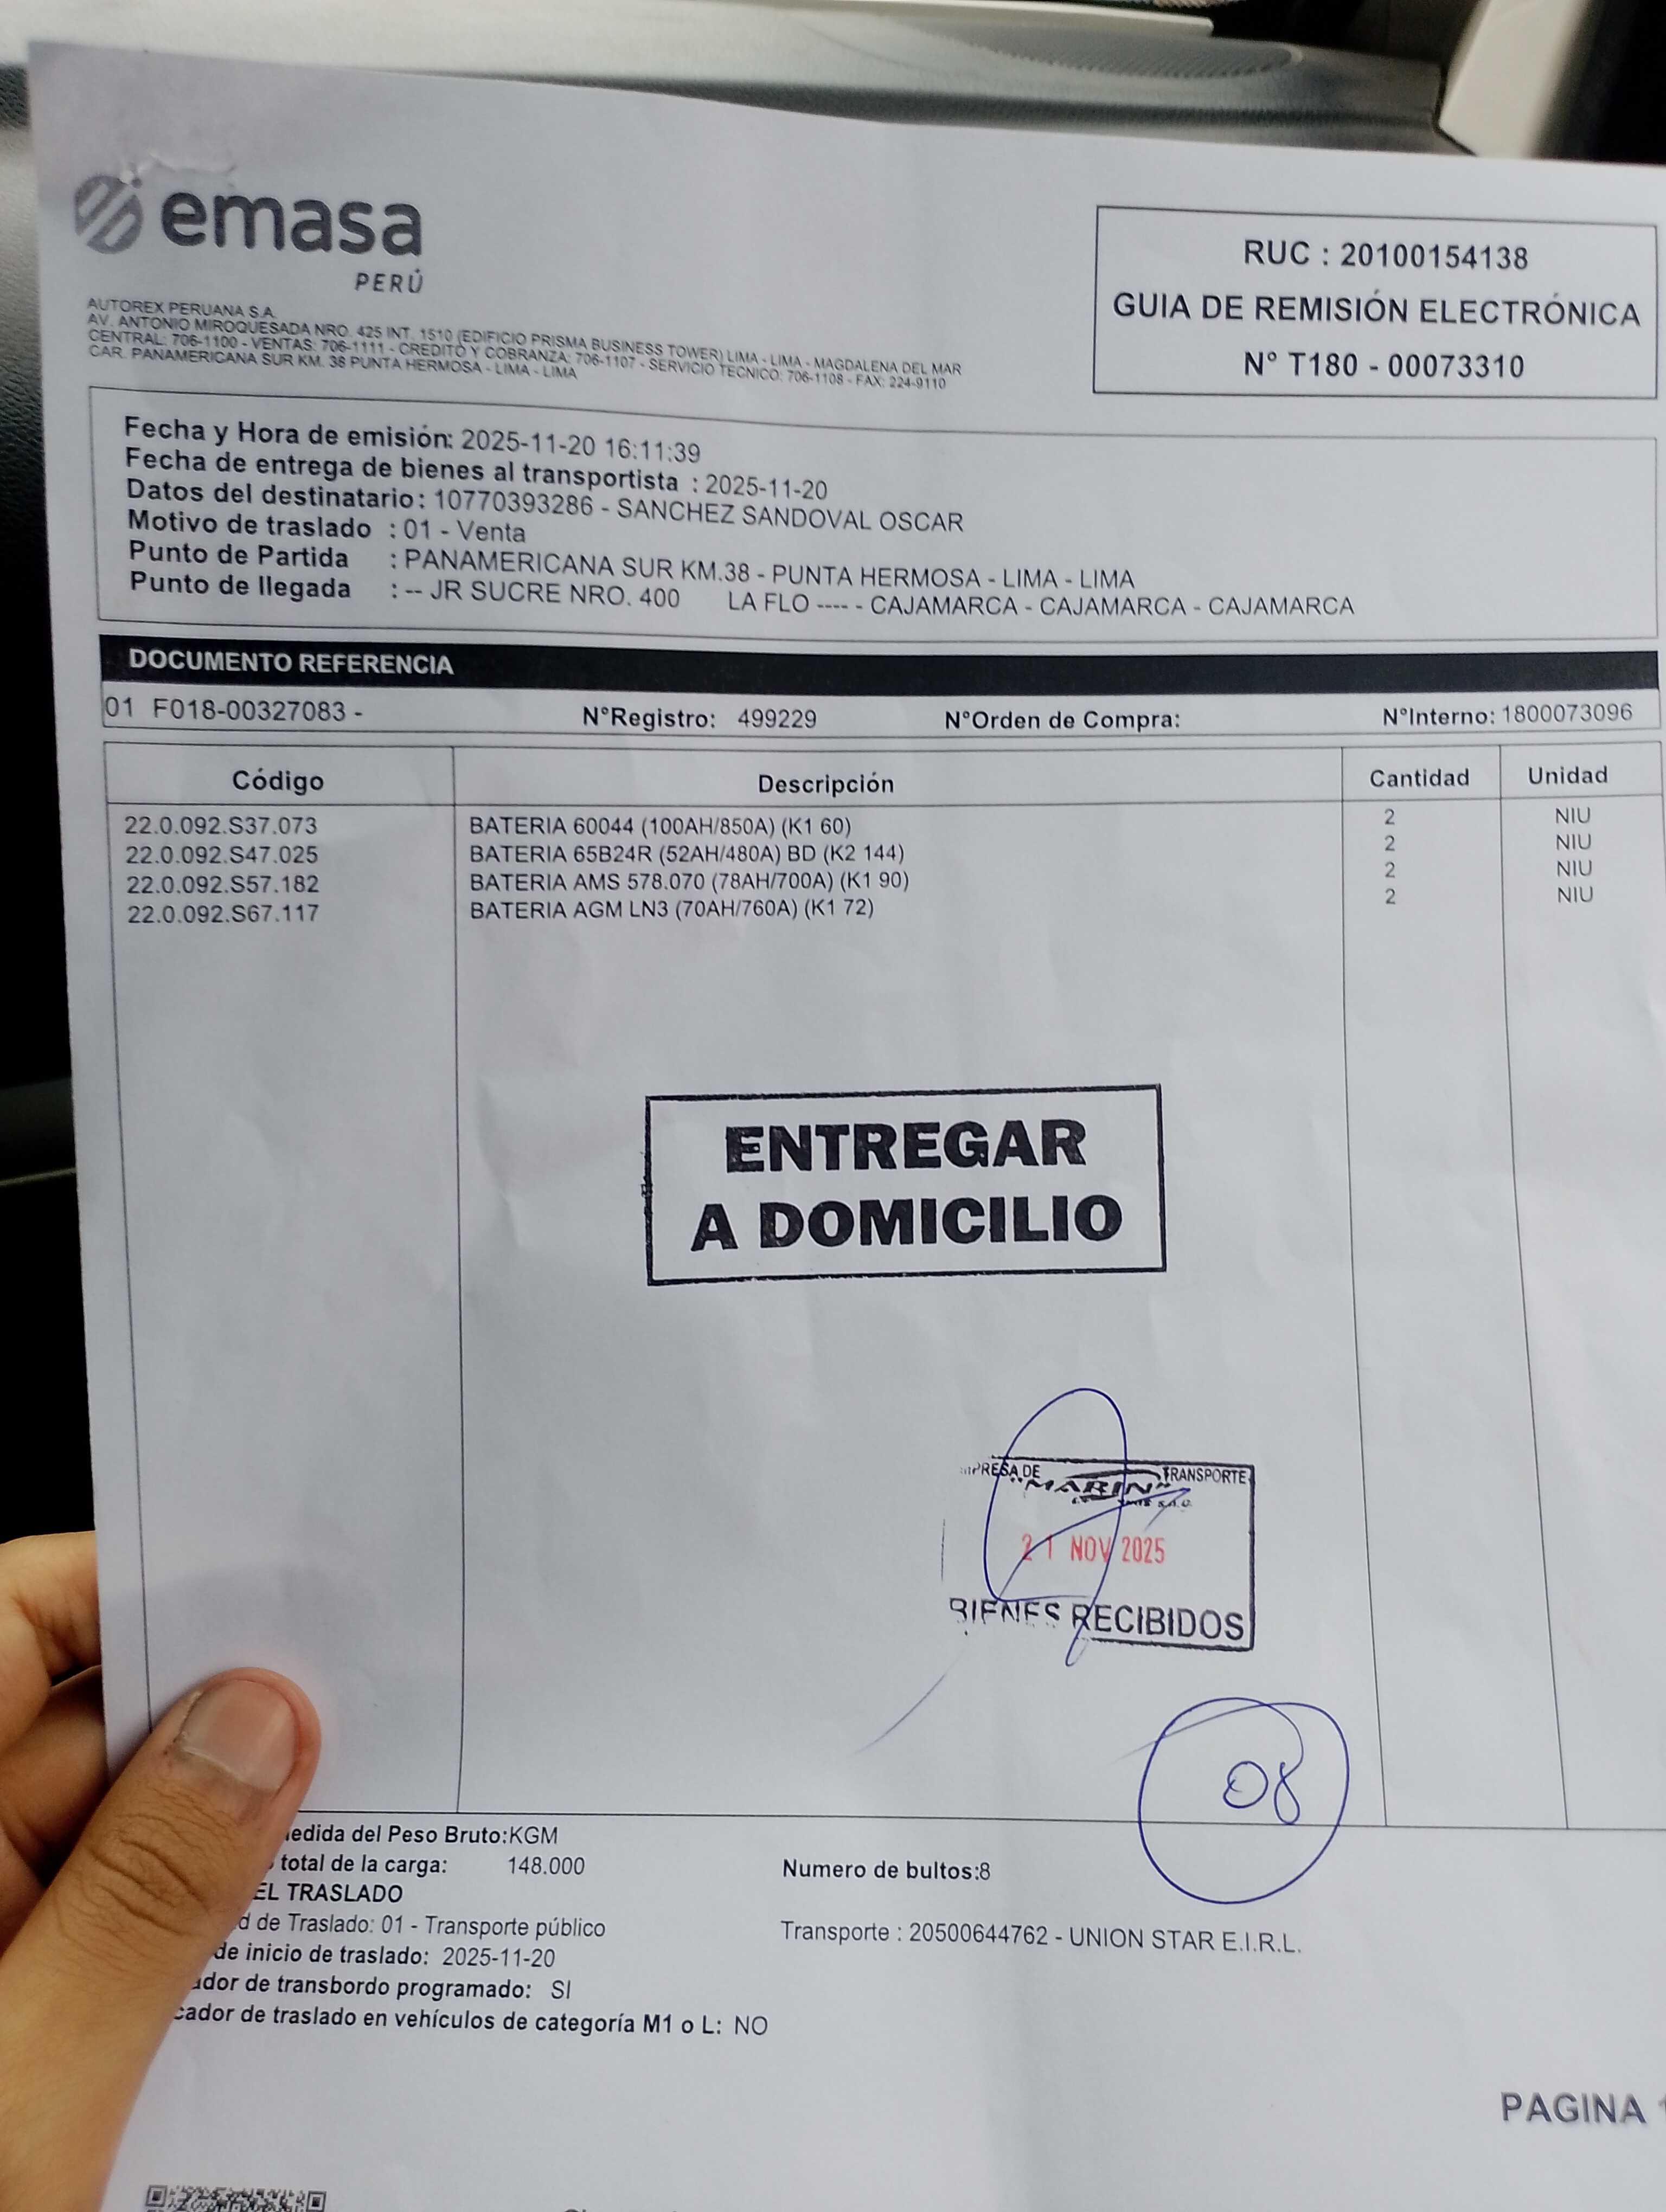 emasa
PERÚ
AUTOREX PERUANA S.A.
AV. ANTONIO MIROQUESADA NRO. 425 INT. 1510 (EDIFICIO PRISMA BUSINESS TOWER) LIMA - LIMA - MAGDALENA DEL MAR
CENTRAL: 706-1100 - VENTAS: 706-1111 - CREDITO Y COBRANZA: 706-1107 - SERVICIO TECNICO: 706-1108 - FAX: 224-9110
CAR. PANAMERICANA SUR KM. 38 PUNTA HERMOSA - LIMA - LIMA
RUC : 20100154138
GUIA DE REMISIÓN ELECTRÓNICA
N° T180 - 00073310
Fecha y Hora de emisión: 2025-11-20 16:11:39
Fecha de entrega de bienes al transportista : 2025-11-20
Datos del destinatario: 10770393286 - SANCHEZ SANDOVAL OSCAR
Motivo de traslado : 01 - Venta
Punto de Partida : PANAMERICANA SUR KM.38 - PUNTA HERMOSA - LIMA - LIMA
Punto de llegada : -- JR SUCRE NRO. 400 LA FLO ---- - CAJAMARCA - CAJAMARCA - CAJAMARCA
DOCUMENTO REFERENCIA
01 F018-00327083 - N°Registro: 499229 N°Orden de Compra: N°Interno: 1800073096
Código Descripción Cantidad Unidad
22.0.092.S37.073 BATERIA 60044 (100AH/850A) (K1 60) 2 NIU
22.0.092.S47.025 BATERIA 65B24R (52AH/480A) BD (K2 144) 2 NIU
22.0.092.S57.182 BATERIA AMS 578.070 (78AH/700A) (K1 90) 2 NIU
22.0.092.S67.117 BATERIA AGM LN3 (70AH/760A) (K1 72) 2 NIU
ENTREGAR
A DOMICILIO
PRESA DE TRANSPORTE
"MARIN"
S.A.C.
21 NOV 2025
BIENES RECIBIDOS
08
edida del Peso Bruto:KGM
total de la carga: 148.000 Numero de bultos:8
EL TRASLADO
d de Traslado: 01 - Transporte público Transporte : 20500644762 - UNION STAR E.I.R.L.
de inicio de traslado: 2025-11-20
ador de transbordo programado: SI
cador de traslado en vehículos de categoría M1 o L: NO
PAGINA